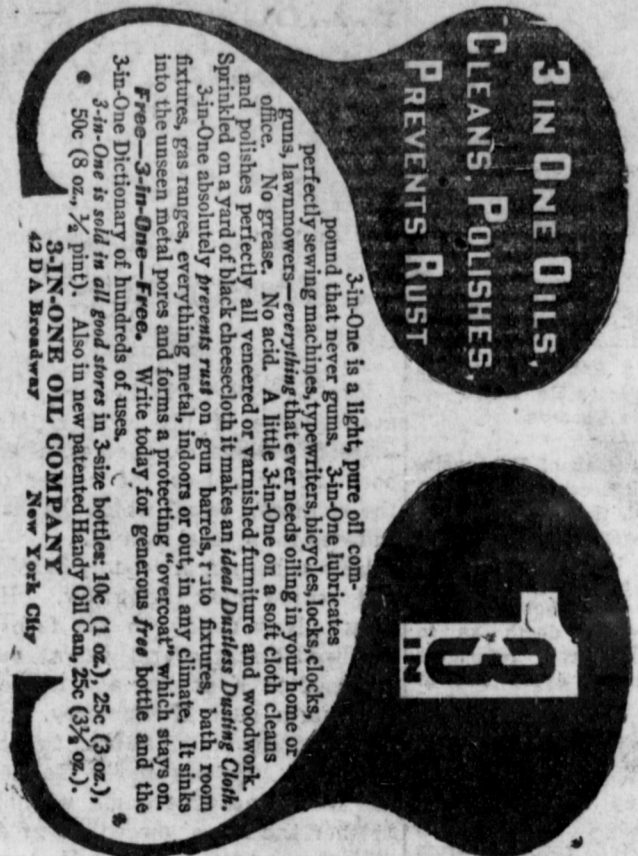 3 IN ONE OILS,
CLEANS, POLISHES,
PREVENTS RUST
3 IN 1
3-in-One is a light, pure oil com-
pound that never gums. 3-in-One lubricates
perfectly sewing machines, typewriters, bicycles, locks, clocks,
guns, lawnmowers—everything that ever needs oiling in your home or
office. No grease. No acid. A little 3-in-One on a soft cloth cleans
and polishes perfectly all veneered or varnished furniture and woodwork.
Sprinkled on a yard of black cheesecloth it makes an ideal Dustless Dusting Cloth.
3-in-One absolutely prevents rust on gun barrels, auto fixtures, bath room
fixtures, gas ranges, everything metal, indoors or out, in any climate. It sinks
into the unseen metal pores and forms a protecting "overcoat" which stays on.
Free—3-in-One—Free. Write today for generous free bottle and the
3-in-One Dictionary of hundreds of uses.
3-in-One is sold in all good stores in 3-size bottles: 10c (1 oz.), 25c (3 oz.),
50c (8 oz., ½ pint). Also in new patented Handy Oil Can, 25c (3½ oz.).
3-IN-ONE OIL COMPANY
42 D A Broadway New York City